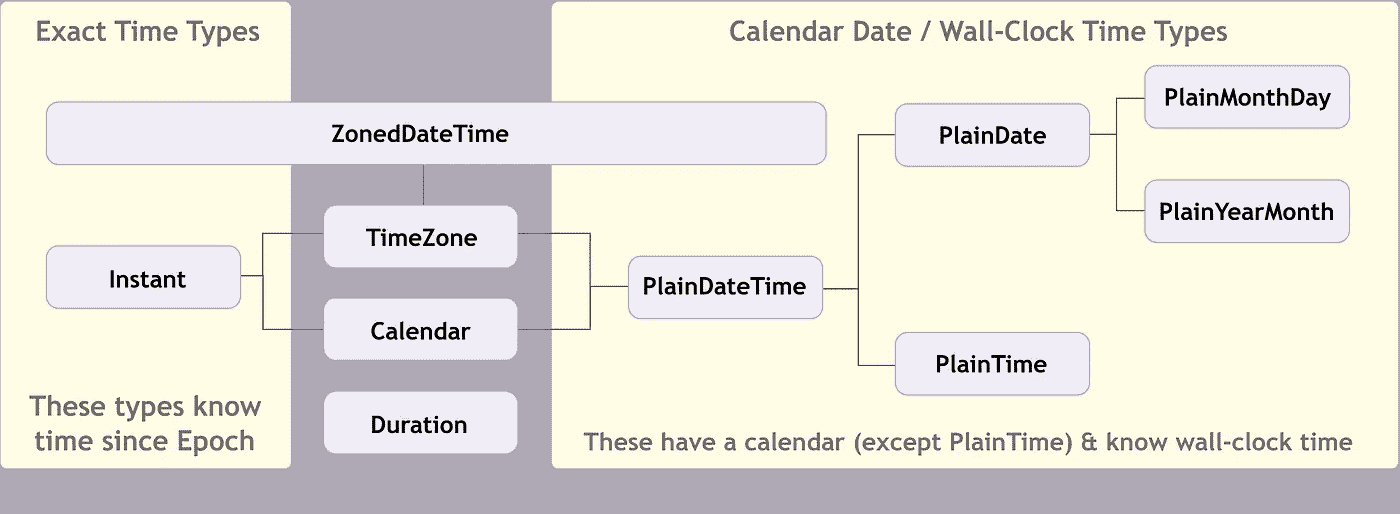 Exact Time Types
Calendar Date / Wall-Clock Time Types
ZonedDateTime
PlainDate
PlainMonthDay
PlainYearMonth
TimeZone
Instant
PlainDateTime
Calendar
PlainTime
Duration
These types know
time since Epoch
These have a calendar (except PlainTime) & know wall-clock time